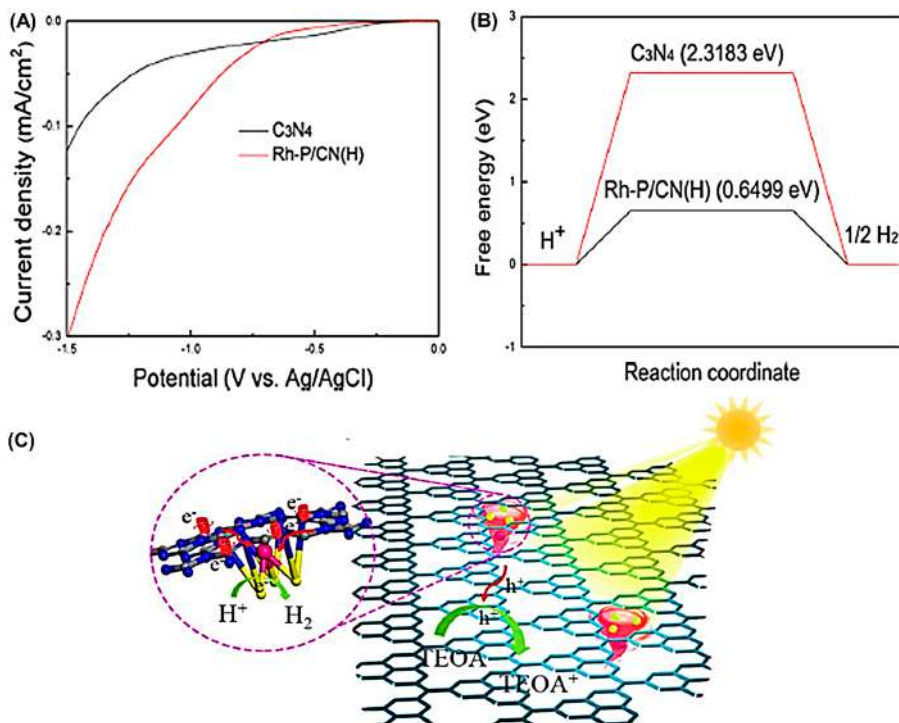 (A)
0.0
-0.1
-0.2
-0.3
Current density (mA/cm²)
C₃N₄
Rh-P/CN(H)
-1.5
-1.0
-0.5
0.0
Potential (V vs. Ag/AgCl)
(B)
3
2
1
0
-1
Free energy (eV)
C₃N₄ (2.3183 eV)
Rh-P/CN(H) (0.6499 eV)
H⁺
1/2 H₂
Reaction coordinate
(C)
e⁻
e⁻
e⁻
e⁻
e⁻
H⁺
H₂
h⁺
h⁺
TEOA
TEOA⁺